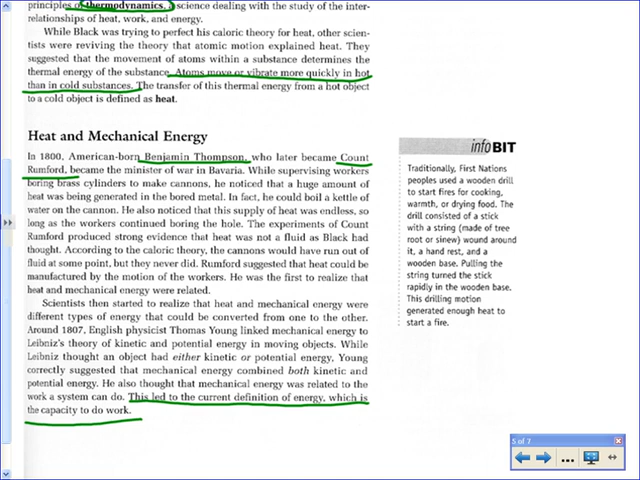 principles of thermodynamics, a science dealing with the study of the inter-
relationships of heat, work, and energy.
While Black was trying to perfect his caloric theory for heat, other scien-
tists were reviving the theory that atomic motion explained heat. They
suggested that the movement of atoms within a substance determines the
thermal energy of the substance. Atoms move or vibrate more quickly in hot
than in cold substances. The transfer of this thermal energy from a hot object
to a cold object is defined as heat.
Heat and Mechanical Energy
In 1800, American-born Benjamin Thompson, who later became Count
Rumford, became the minister of war in Bavaria. While supervising workers
boring brass cylinders to make cannons, he noticed that a huge amount of
heat was being generated in the bored metal. In fact, he could boil a kettle of
water on the cannon. He also noticed that this supply of heat was endless, so
long as the workers continued boring the hole. The experiments of Count
Rumford produced strong evidence that heat was not a fluid as Black had
thought. According to the caloric theory, the cannons would have run out of
fluid at some point, but they never did. Rumford suggested that heat could be
manufactured by the motion of the workers. He was the first to realize that
heat and mechanical energy were related.
Scientists then started to realize that heat and mechanical energy were
different types of energy that could be converted from one to the other.
Around 1807, English physicist Thomas Young linked mechanical energy to
Leibniz's theory of kinetic and potential energy in moving objects. While
Leibniz thought an object had either kinetic or potential energy, Young
correctly suggested that mechanical energy combined both kinetic and
potential energy. He also thought that mechanical energy was related to the
work a system can do. This led to the current definition of energy, which is
the capacity to do work.
infoBIT
Traditionally, First Nations
peoples used a wooden drill
to start fires for cooking,
warmth, or drying food. The
drill consisted of a stick
with a string (made of tree
root or sinew) wound around
it, a hand rest, and a
wooden base. Pulling the
string turned the stick
rapidly in the wooden base.
This drilling motion
generated enough heat to
start a fire.
5 of 7